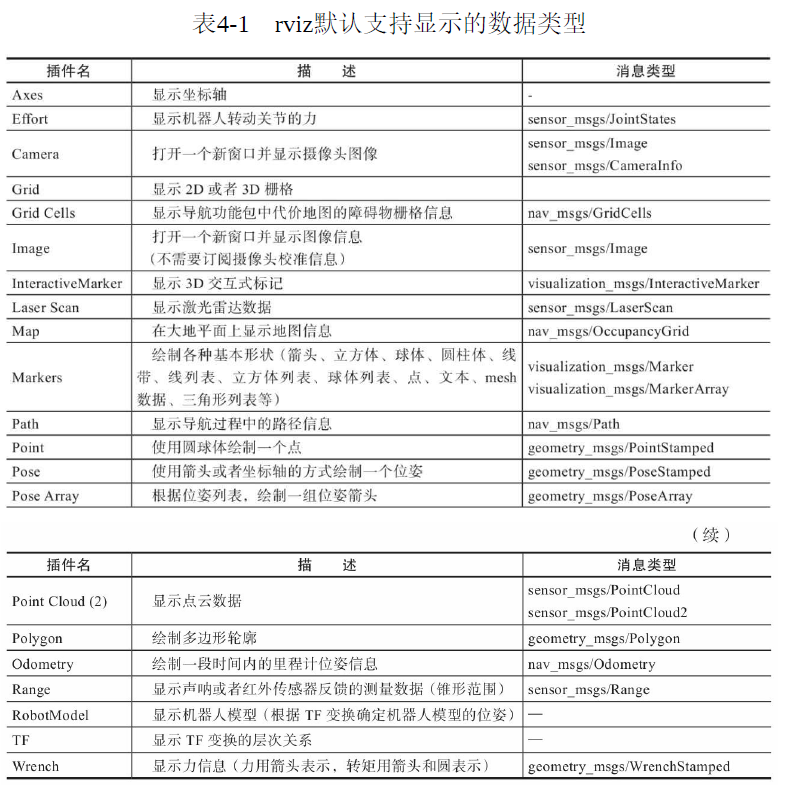 表4-1 rviz默认支持显示的数据类型
插件名 描 述 消息类型
Axes 显示坐标轴 -
Effort 显示机器人转动关节的力 sensor_msgs/JointStates
Camera 打开一个新窗口并显示摄像头图像 sensor_msgs/Image
sensor_msgs/CameraInfo
Grid 显示 2D 或者 3D 栅格
Grid Cells 显示导航功能包中代价地图的障碍物栅格信息 nav_msgs/GridCells
Image 打开一个新窗口并显示图像信息 sensor_msgs/Image
（不需要订阅摄像头校准信息）
InteractiveMarker 显示 3D 交互式标记 visualization_msgs/InteractiveMarker
Laser Scan 显示激光雷达数据 sensor_msgs/LaserScan
Map 在大地平面上显示地图信息 nav_msgs/OccupancyGrid
Markers 绘制各种基本形状（箭头、立方体、球体、圆柱体、线 visualization_msgs/Marker
带、线列表、立方体列表、球体列表、点、文本、mesh visualization_msgs/MarkerArray
数据、三角形列表等）
Path 显示导航过程中的路径信息 nav_msgs/Path
Point 使用圆球体绘制一个点 geometry_msgs/PointStamped
Pose 使用箭头或者坐标轴的方式绘制一个位姿 geometry_msgs/PoseStamped
Pose Array 根据位姿列表，绘制一组位姿箭头 geometry_msgs/PoseArray
（续）
插件名 描 述 消息类型
Point Cloud (2) 显示点云数据 sensor_msgs/PointCloud
sensor_msgs/PointCloud2
Polygon 绘制多边形轮廓 geometry_msgs/Polygon
Odometry 绘制一段时间内的里程计位姿信息 nav_msgs/Odometry
Range 显示声呐或者红外传感器反馈的测量数据（锥形范围） sensor_msgs/Range
RobotModel 显示机器人模型（根据 TF 变换确定机器人模型的位姿） —
TF 显示 TF 变换的层次关系 —
Wrench 显示力信息（力用箭头表示，转矩用箭头和圆表示） geometry_msgs/WrenchStamped